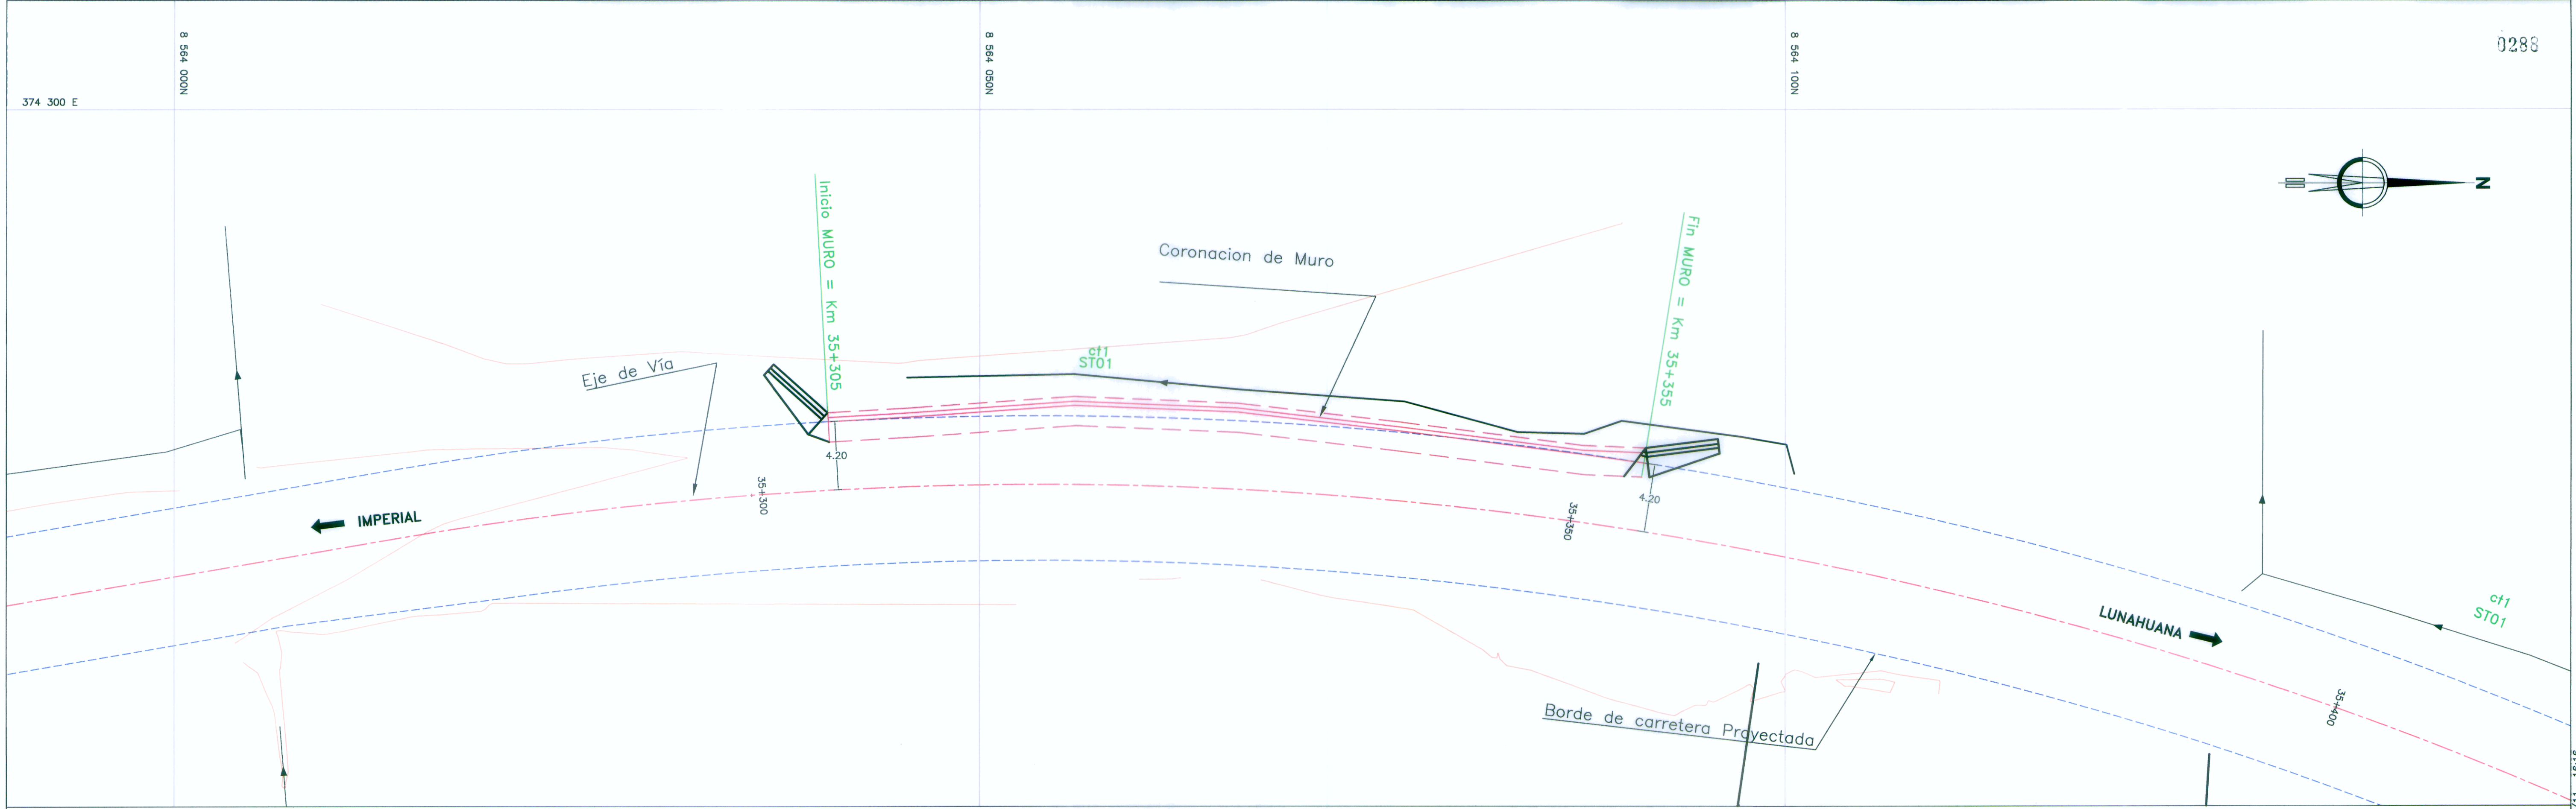 8 564 000N
8 564 050N
8 564 100N
0288
374 300 E
N
Inicio MURO = Km 35+305
Coronacion de Muro
Fin MURO = Km 35+355
ct1
ST01
Eje de Vía
4.20
35+300
4.20
35+350
IMPERIAL
LUNAHUANA
ct1
ST01
35+400
Borde de carretera Proyectada